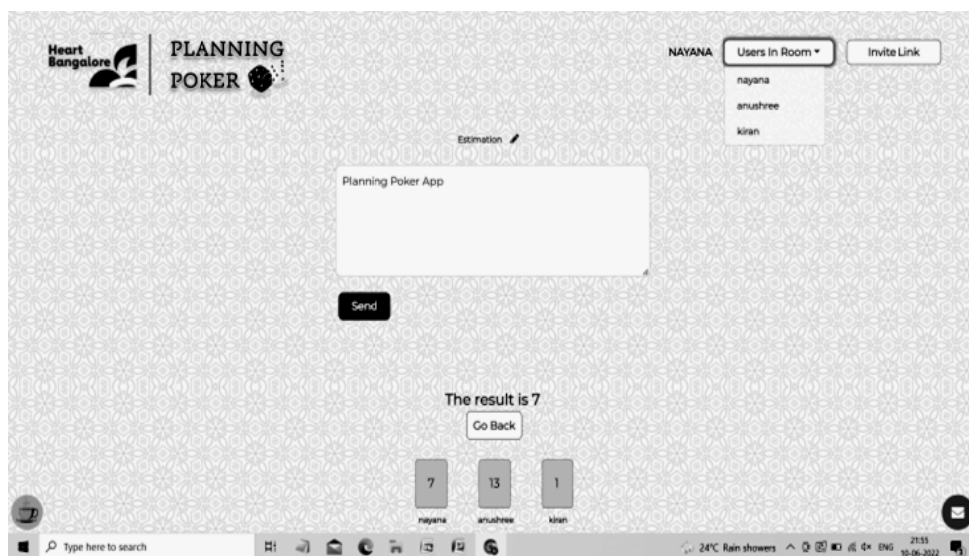 Heart
Bangalore
PLANNING
POKER
NAYANA
Users In Room
Invite Link
nayana
anushree
kiran
Estimation
Planning Poker App
Send
The result is 7
Go Back
7 13 1
nayana anushree kiran
Type here to search
24°C Rain showers ENG
21:55
10-06-2022